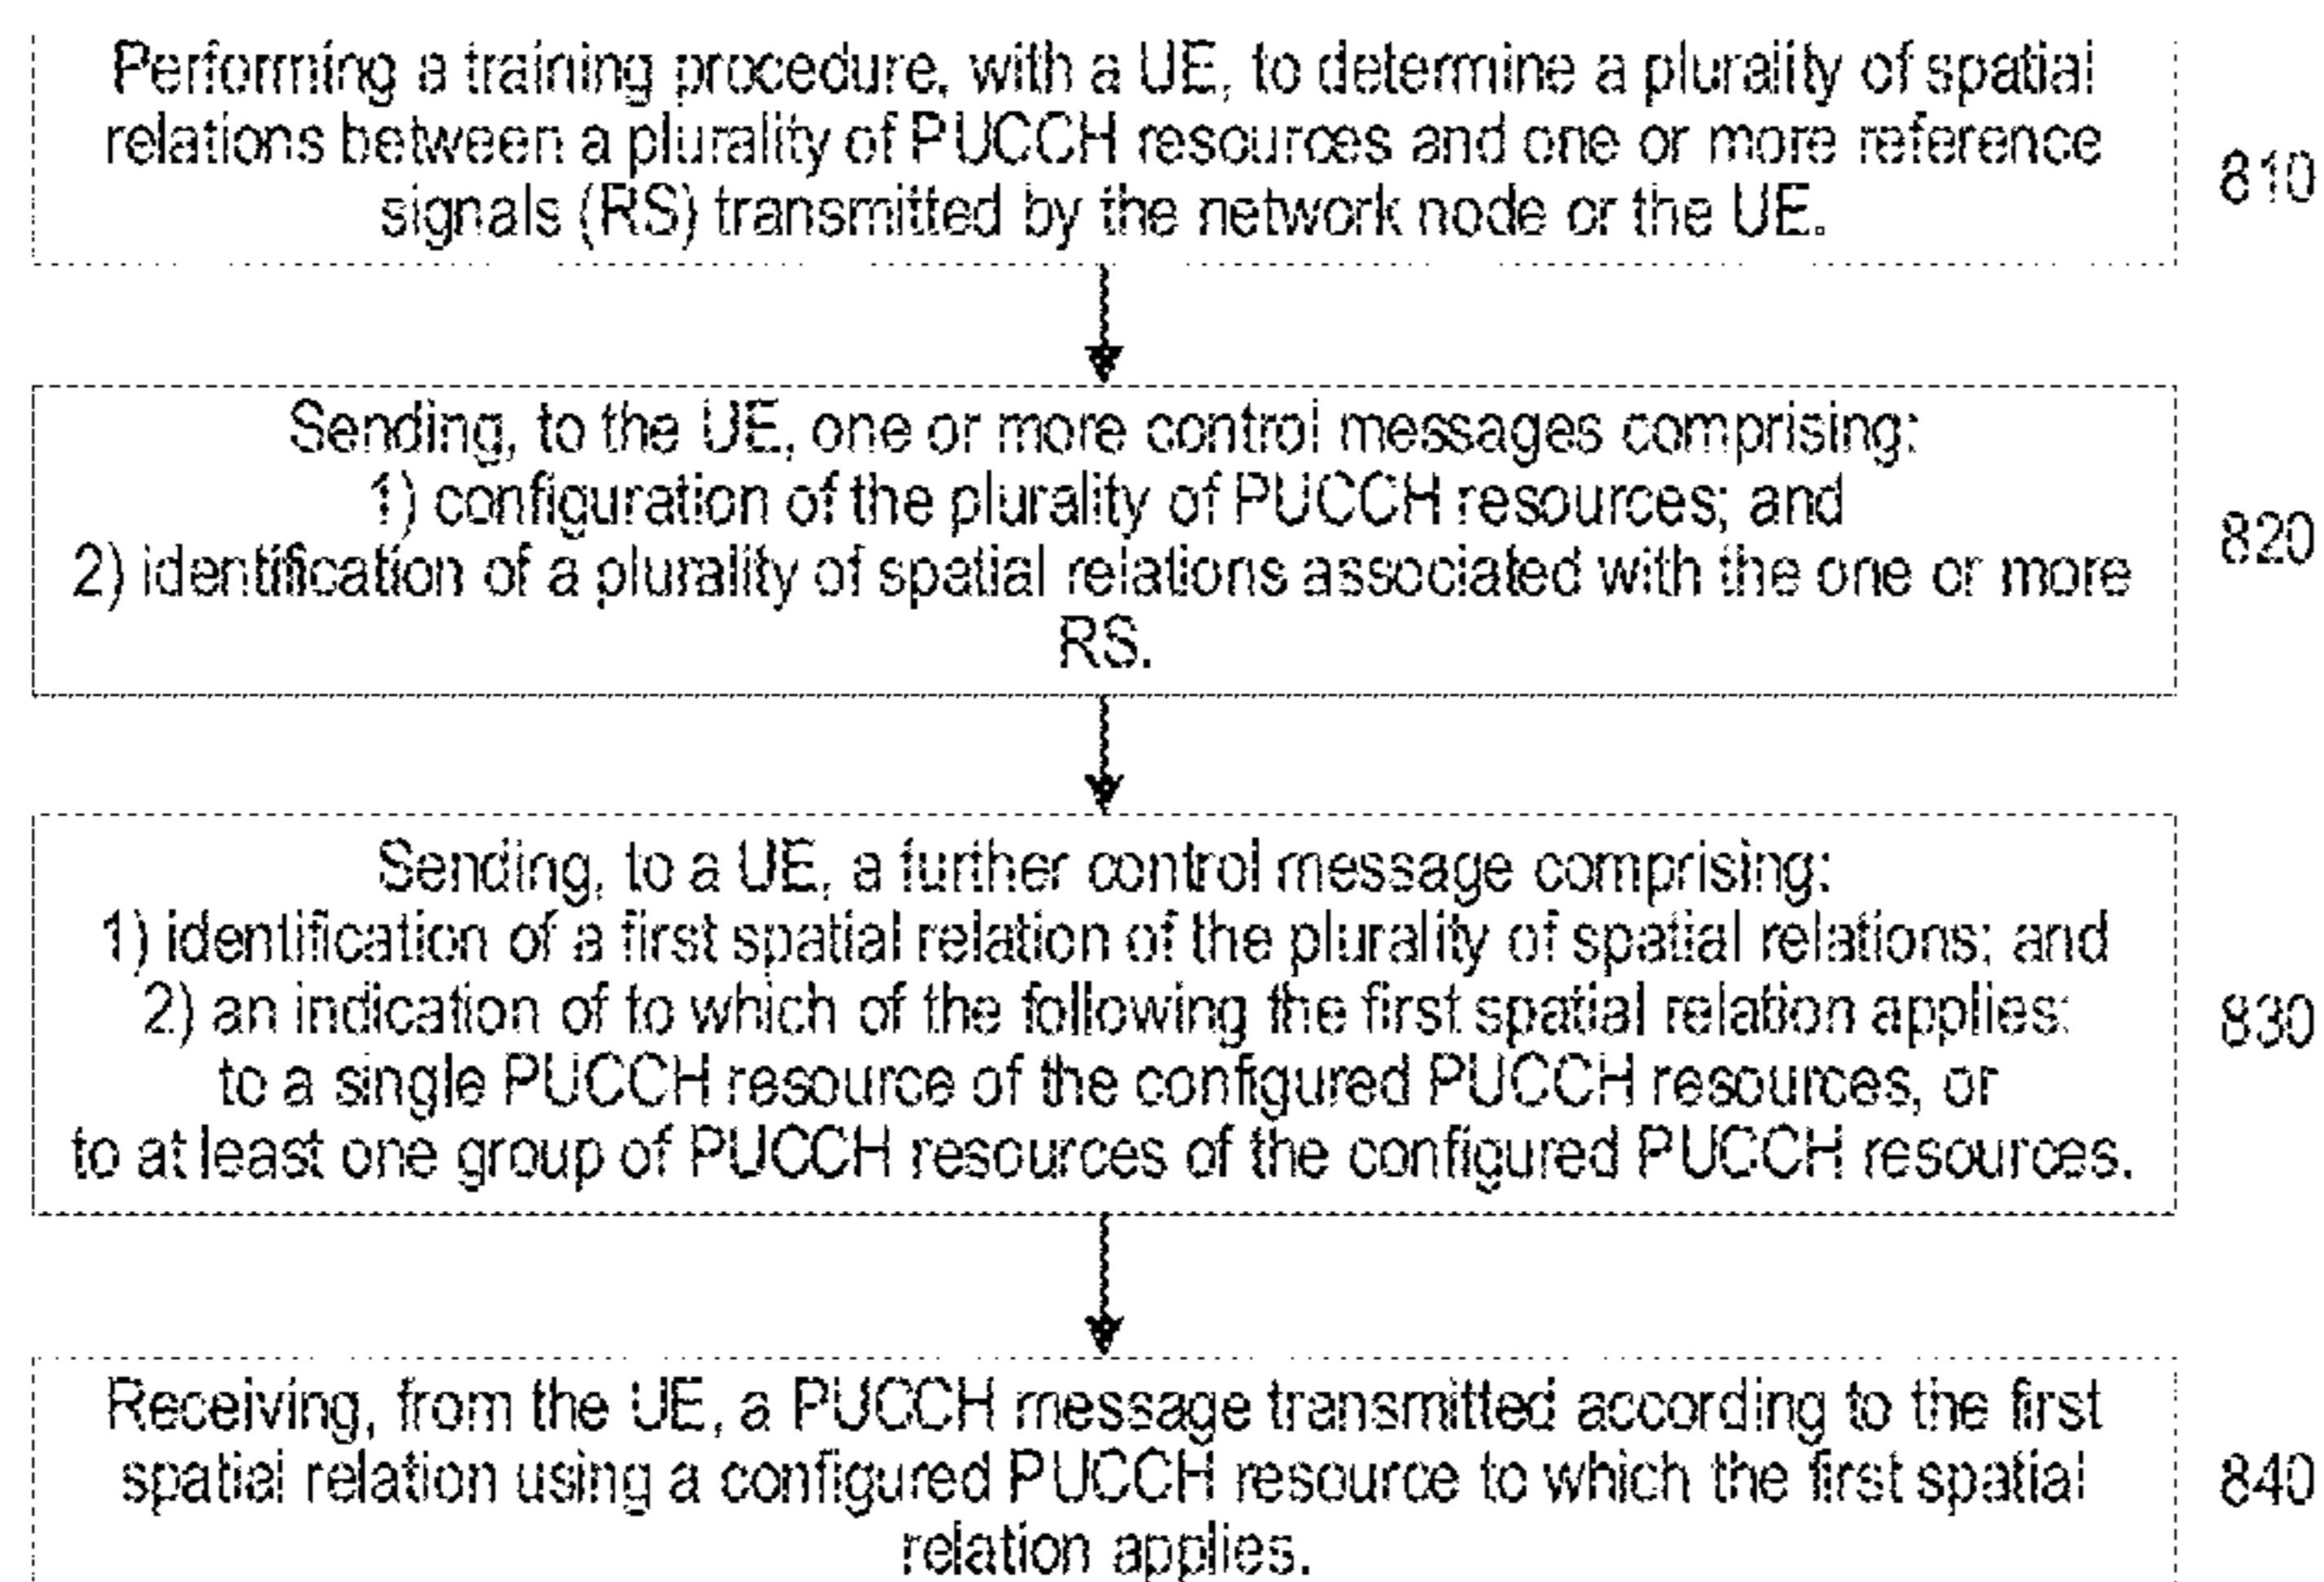 Performing a training procedure, with a UE, to determine a plurality of spatial
relations between a plurality of PUCCH resources and one or more reference
signals (RS) transmitted by the network node or the UE.
810
Sending, to the UE, one or more control messages comprising:
1) configuration of the plurality of PUCCH resources; and
2) identification of a plurality of spatial relations associated with the one or more
RS.
820
Sending, to a UE, a further control message comprising:
1) identification of a first spatial relation of the plurality of spatial relations; and
2) an indication of to which of the following the first spatial relation applies:
to a single PUCCH resource of the configured PUCCH resources, or
to at least one group of PUCCH resources of the configured PUCCH resources.
830
Receiving, from the UE, a PUCCH message transmitted according to the first
spatial relation using a configured PUCCH resource to which the first spatial
relation applies.
840